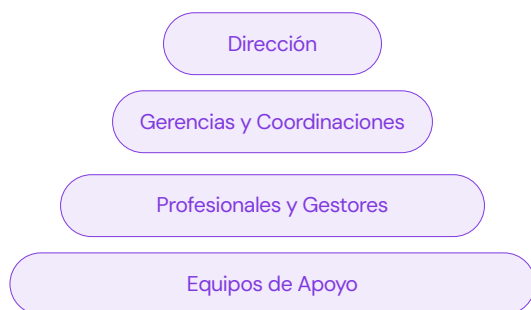 Dirección
Gerencias y Coordinaciones
Profesionales y Gestores
Equipos de Apoyo